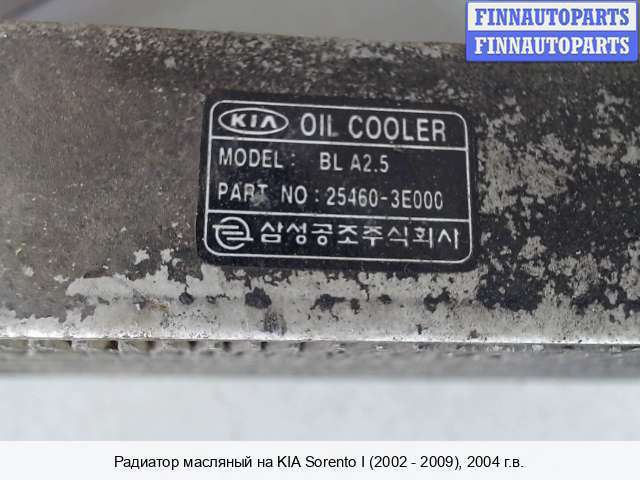 FINNAUTOPARTS
FINNAUTOPARTS
KIA OIL COOLER
MODEL : BL A2.5
PART NO : 25460-3E000
삼성공조주식회사
Радиатор масляный на KIA Sorento I (2002 - 2009), 2004 г.в.